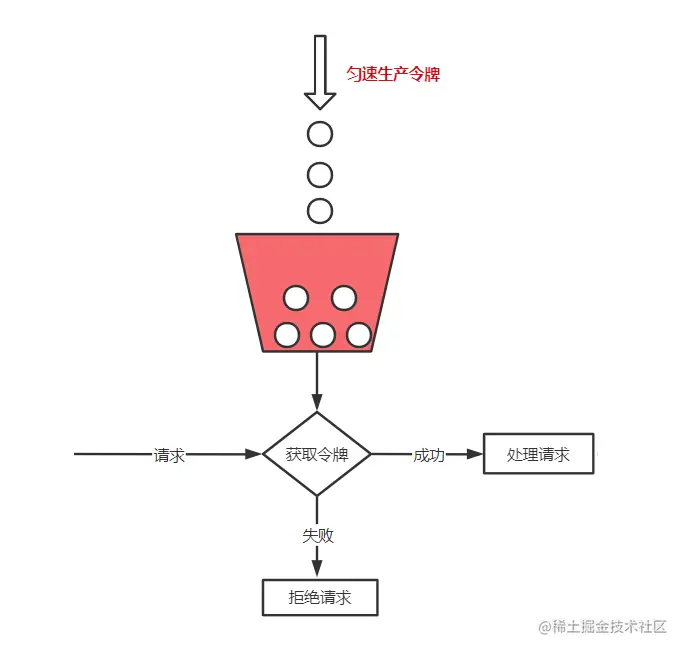 匀速生产令牌
请求
获取令牌
成功
处理请求
失败
拒绝请求
@稀土掘金技术社区